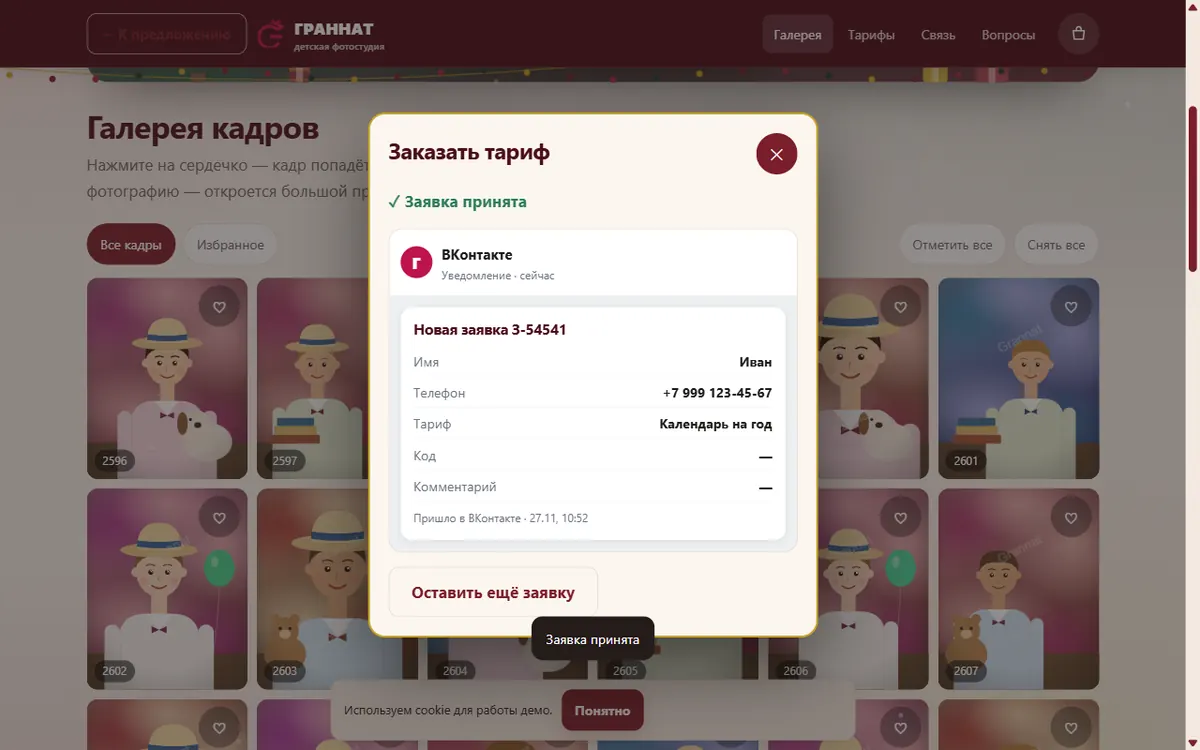 ← К предложению
ГРАННАТ
детская фотостудия
Галерея
Тарифы
Связь
Вопросы
Галерея кадров
Нажмите на сердечко — кадр попадёт
фотографию — откроется большой
Все кадры
Избранное
Отметить все
Снять все
Заказать тариф
✓ Заявка принята
г
ВКонтакте
Уведомление · сейчас
Новая заявка З-54541
Имя Иван
Телефон +7 999 123-45-67
Тариф Календарь на год
Код —
Комментарий —
Пришло в ВКонтакте · 27.11, 10:52
Оставить ещё заявку
Заявка принята
Grannat
2596
2597
2601
Grannat
2602
2603
2604
2605
2606
2607
Используем cookie для работы демо.
Понятно